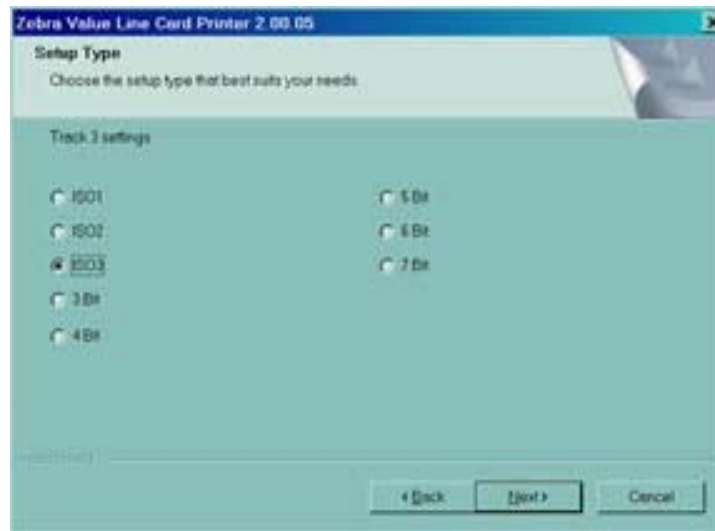 Zebra Value Line Card Printer 2.00.05
Setup Type
Choose the setup type that best suits your needs
Track 3 settings
ISO1
ISO2
ISO3
3 Bit
4 Bit
5 Bit
6 Bit
7 Bit
< Back
Next >
Cancel